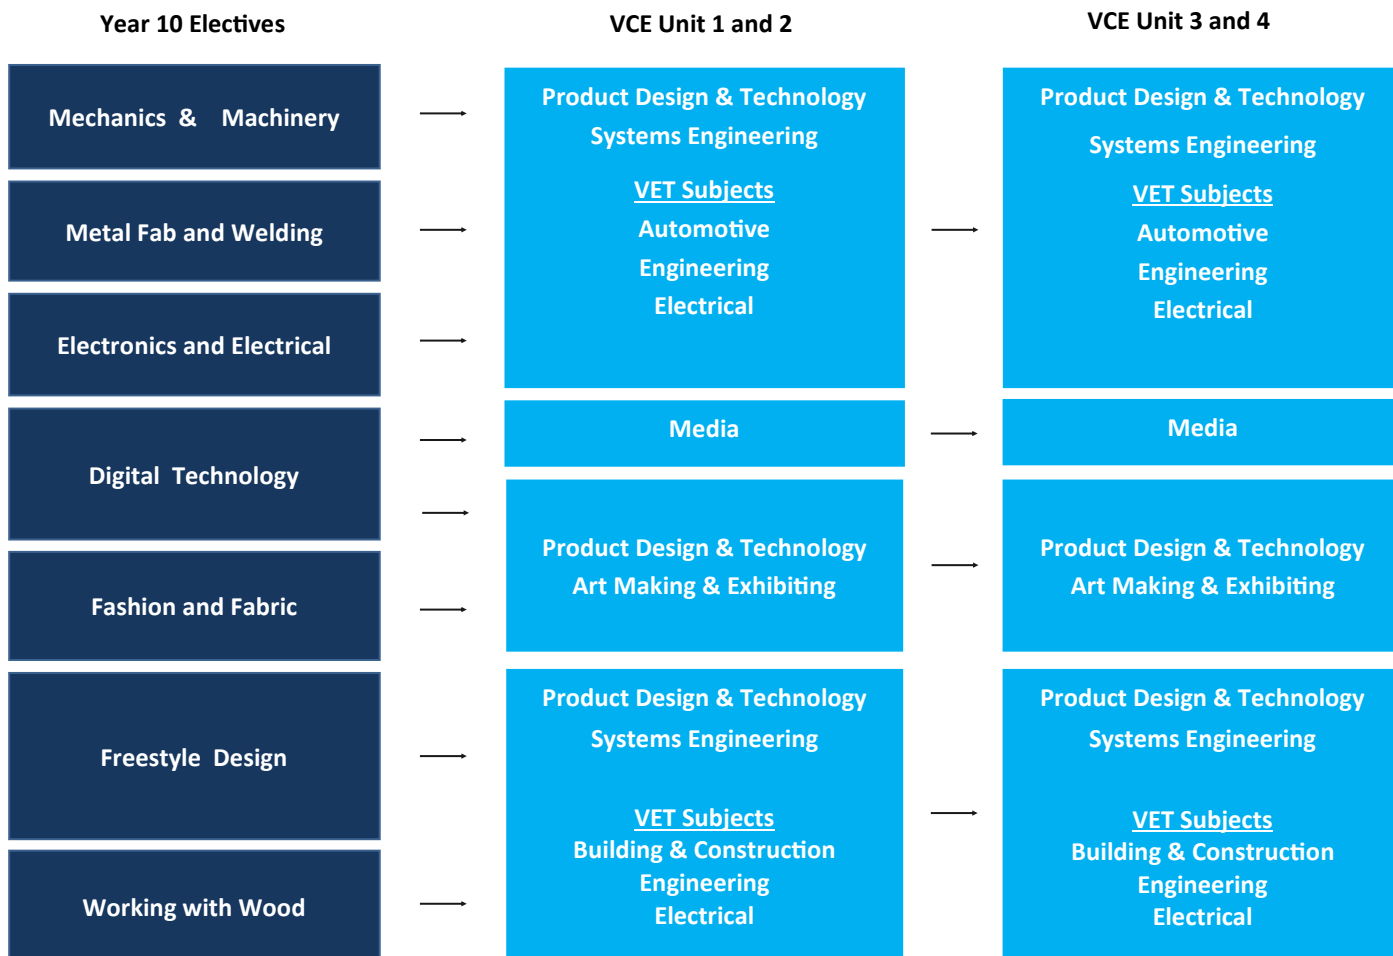 Year 10 Electives
VCE Unit 1 and 2
VCE Unit 3 and 4
Mechanics & Machinery
Metal Fab and Welding
Electronics and Electrical
Digital Technology
Fashion and Fabric
Freestyle Design
Working with Wood
Product Design & Technology
Systems Engineering
VET Subjects
Automotive
Engineering
Electrical
Media
Product Design & Technology
Art Making & Exhibiting
Product Design & Technology
Systems Engineering
VET Subjects
Building & Construction
Engineering
Electrical
Product Design & Technology
Systems Engineering
VET Subjects
Automotive
Engineering
Electrical
Media
Product Design & Technology
Art Making & Exhibiting
Product Design & Technology
Systems Engineering
VET Subjects
Building & Construction
Engineering
Electrical